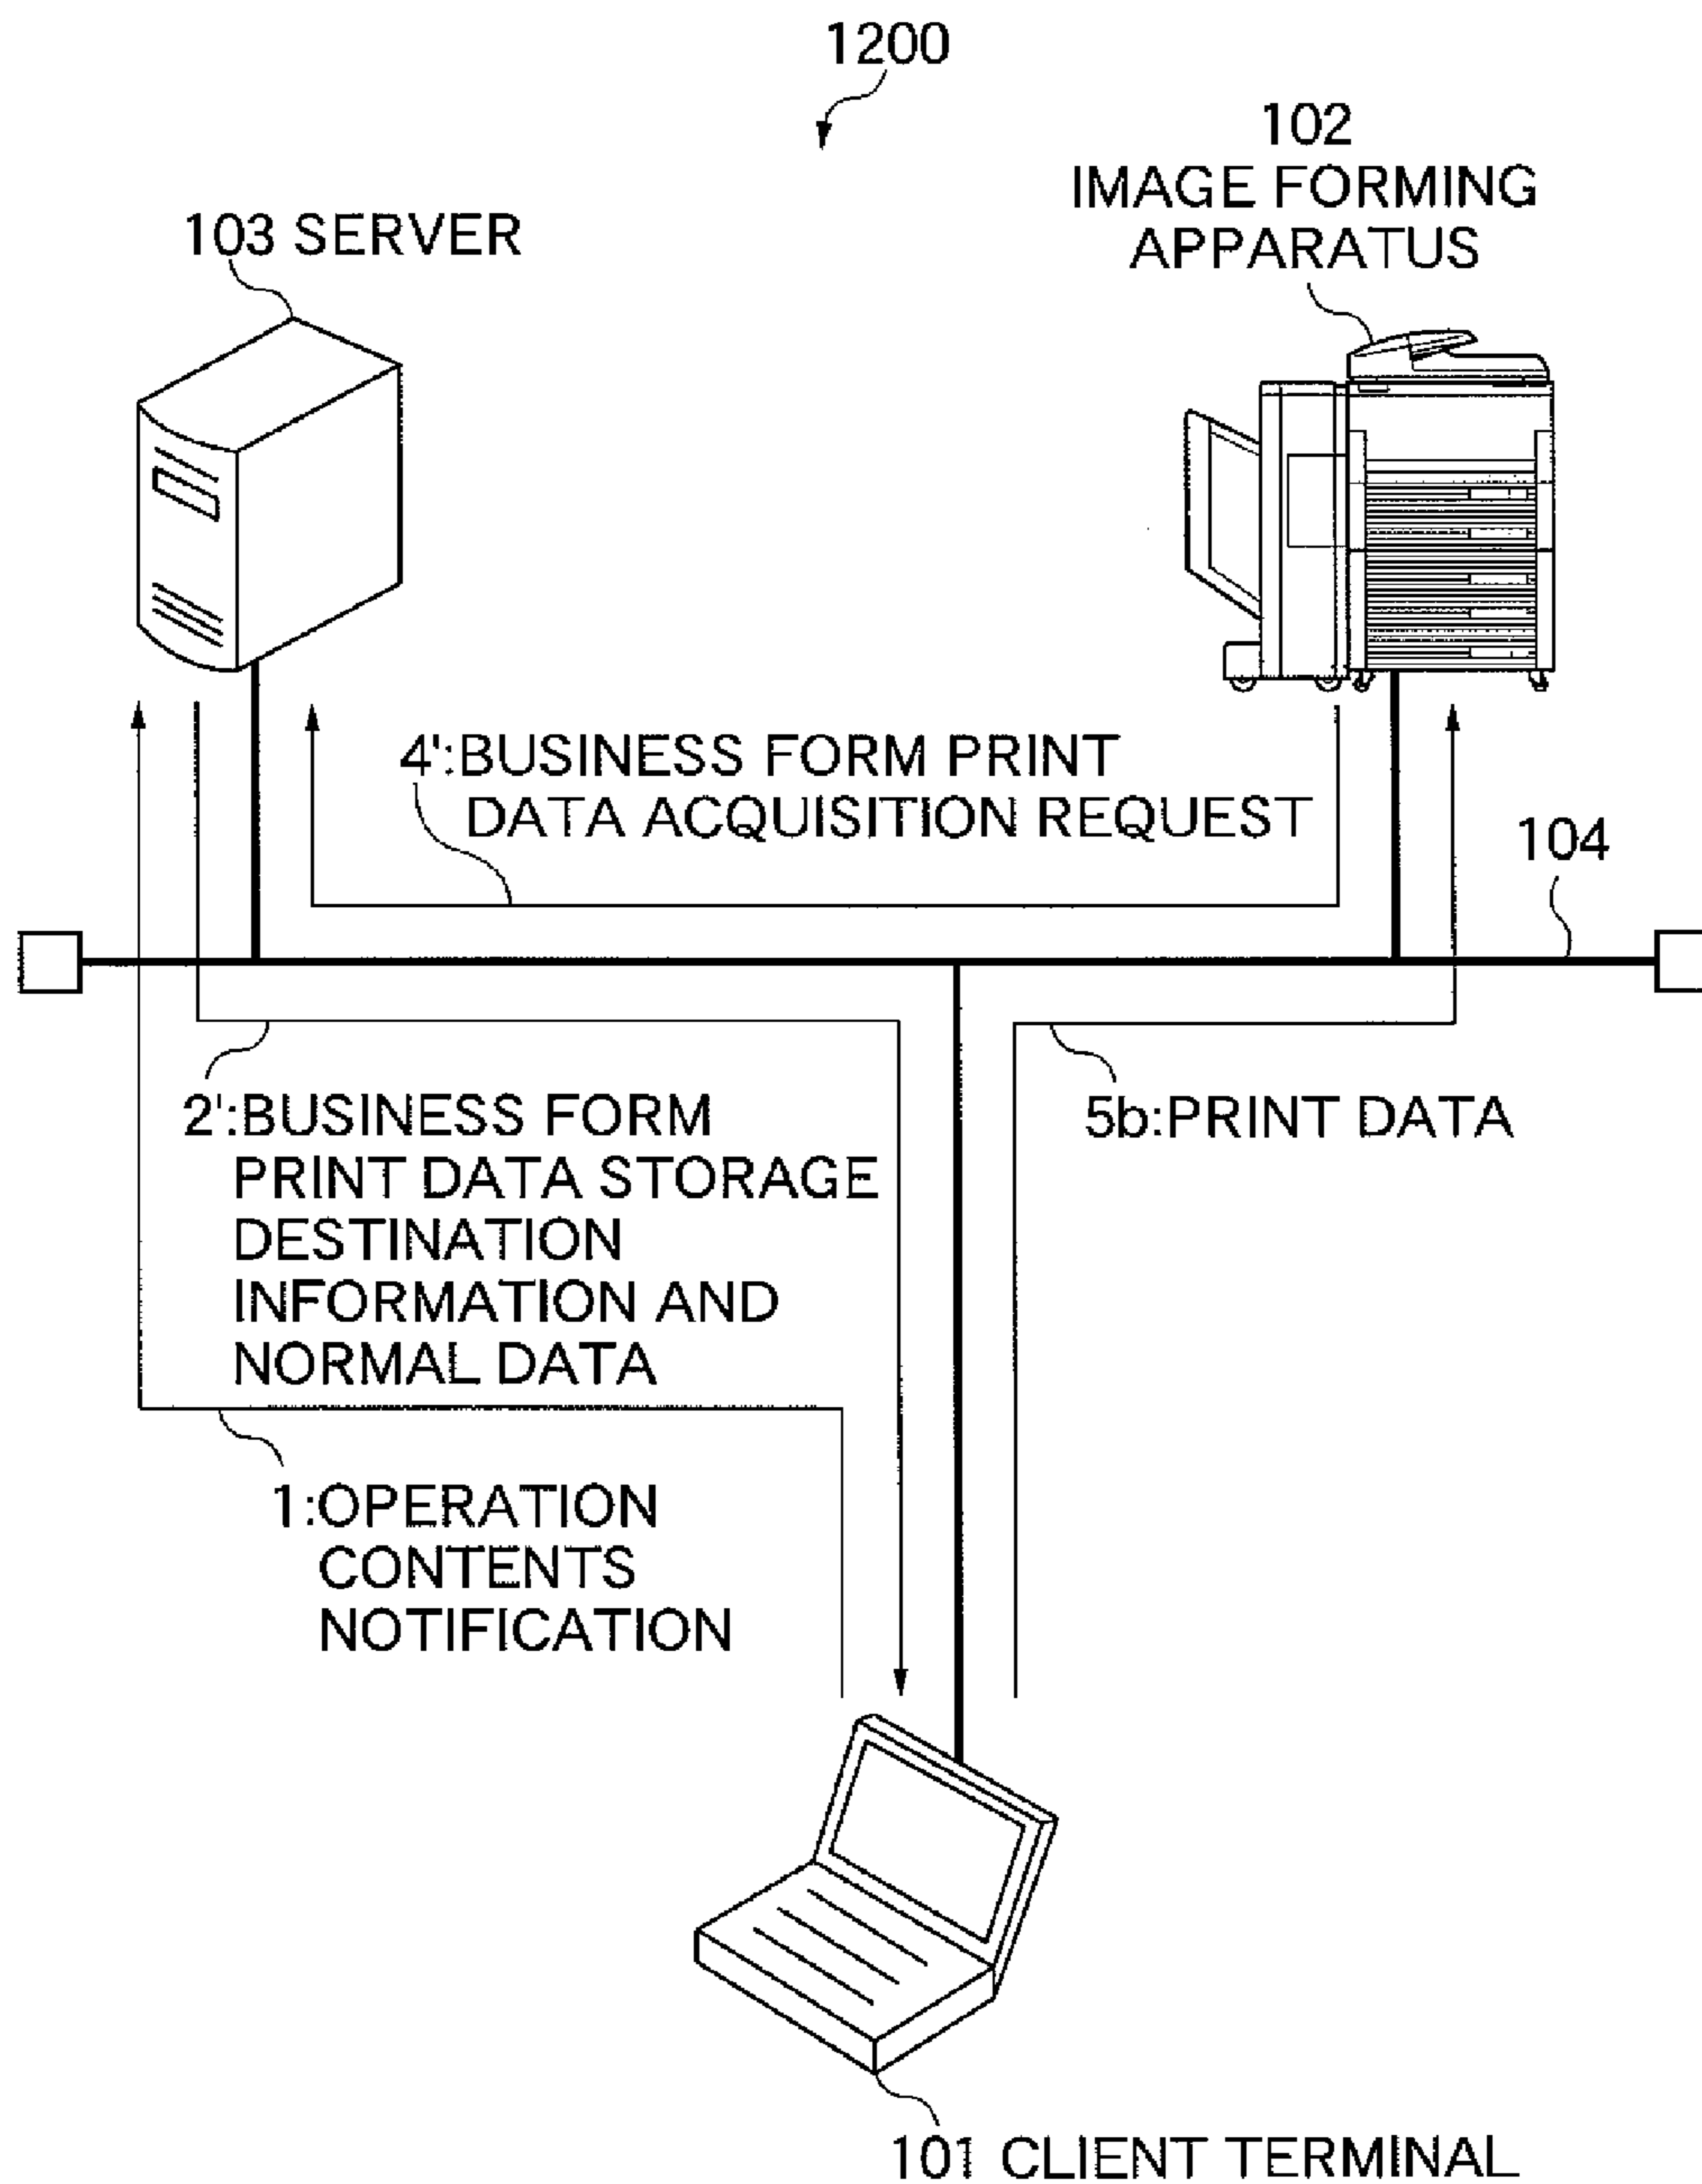 1200
102
IMAGE FORMING
APPARATUS
103 SERVER
4':BUSINESS FORM PRINT
DATA ACQUISITION REQUEST
104
2':BUSINESS FORM
PRINT DATA STORAGE
DESTINATION
INFORMATION AND
NORMAL DATA
5b:PRINT DATA
1:OPERATION
CONTENTS
NOTIFICATION
101 CLIENT TERMINAL